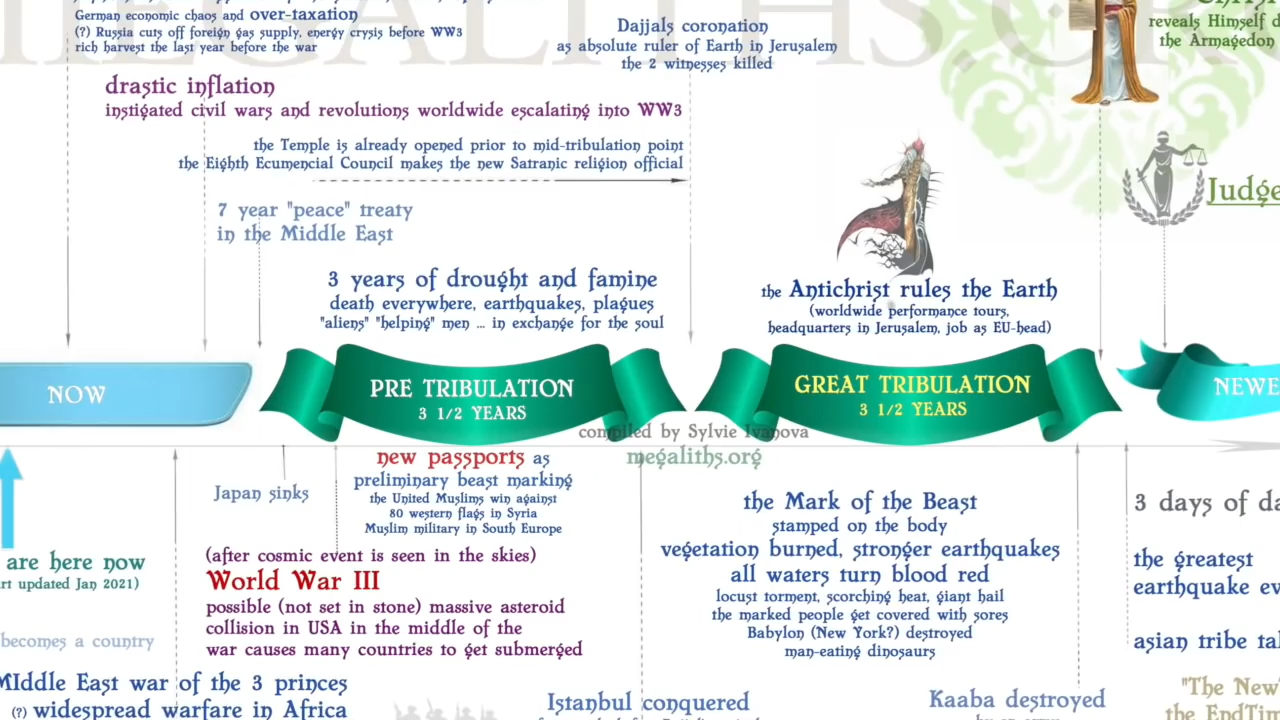 German economic chaos and over-taxation
(?) Russia cuts off foreign gas supply, energy crysis before WW3
rich harvest the last year before the war
drastic inflation
instigated civil wars and revolutions worldwide escalating into WW3
Dajjals coronation
as absolute ruler of Earth in Jerusalem
the 2 witnesses killed
reveals Himself d
the Armagedon
the Temple is already opened prior to mid-tribulation point
the Eighth Ecumencial Council makes the new Satranic religion official
7 year "peace" treaty
in the Middle East
Judge
3 years of drought and famine
death everywhere, earthquakes, plagues
"aliens" "helping" men ... in exchange for the soul
the Antichrist rules the Earth
(worldwide performance tours,
headquarters in Jerusalem, job as EU-head)
NOW
PRE TRIBULATION
3 1/2 YEARS
GREAT TRIBULATION
3 1/2 YEARS
NEWE
compiled by Sylvie Ivanova
megaliths.org
Japan sinks
new passports as
preliminary beast marking
the United Muslims win against
80 western flags in Syria
Muslim military in South Europe
the Mark of the Beast
stamped on the body
vegetation burned, stronger earthquakes
all waters turn blood red
locust torment, scorching heat, giant hail
the marked people get covered with sores
Babylon (New York?) destroyed
man-eating dinosaurs
3 days of da
the greatest
earthquake ev
asian tribe ta
are here now
rt updated Jan 2021)
(after cosmic event is seen in the skies)
World War III
possible (not set in stone) massive asteroid
collision in USA in the middle of the
war causes many countries to get submerged
becomes a country
MIddle East war of the 3 princes
(?) widespread warfare in Africa
Istanbul conquered
Kaaba destroyed
"The New
the EndTim